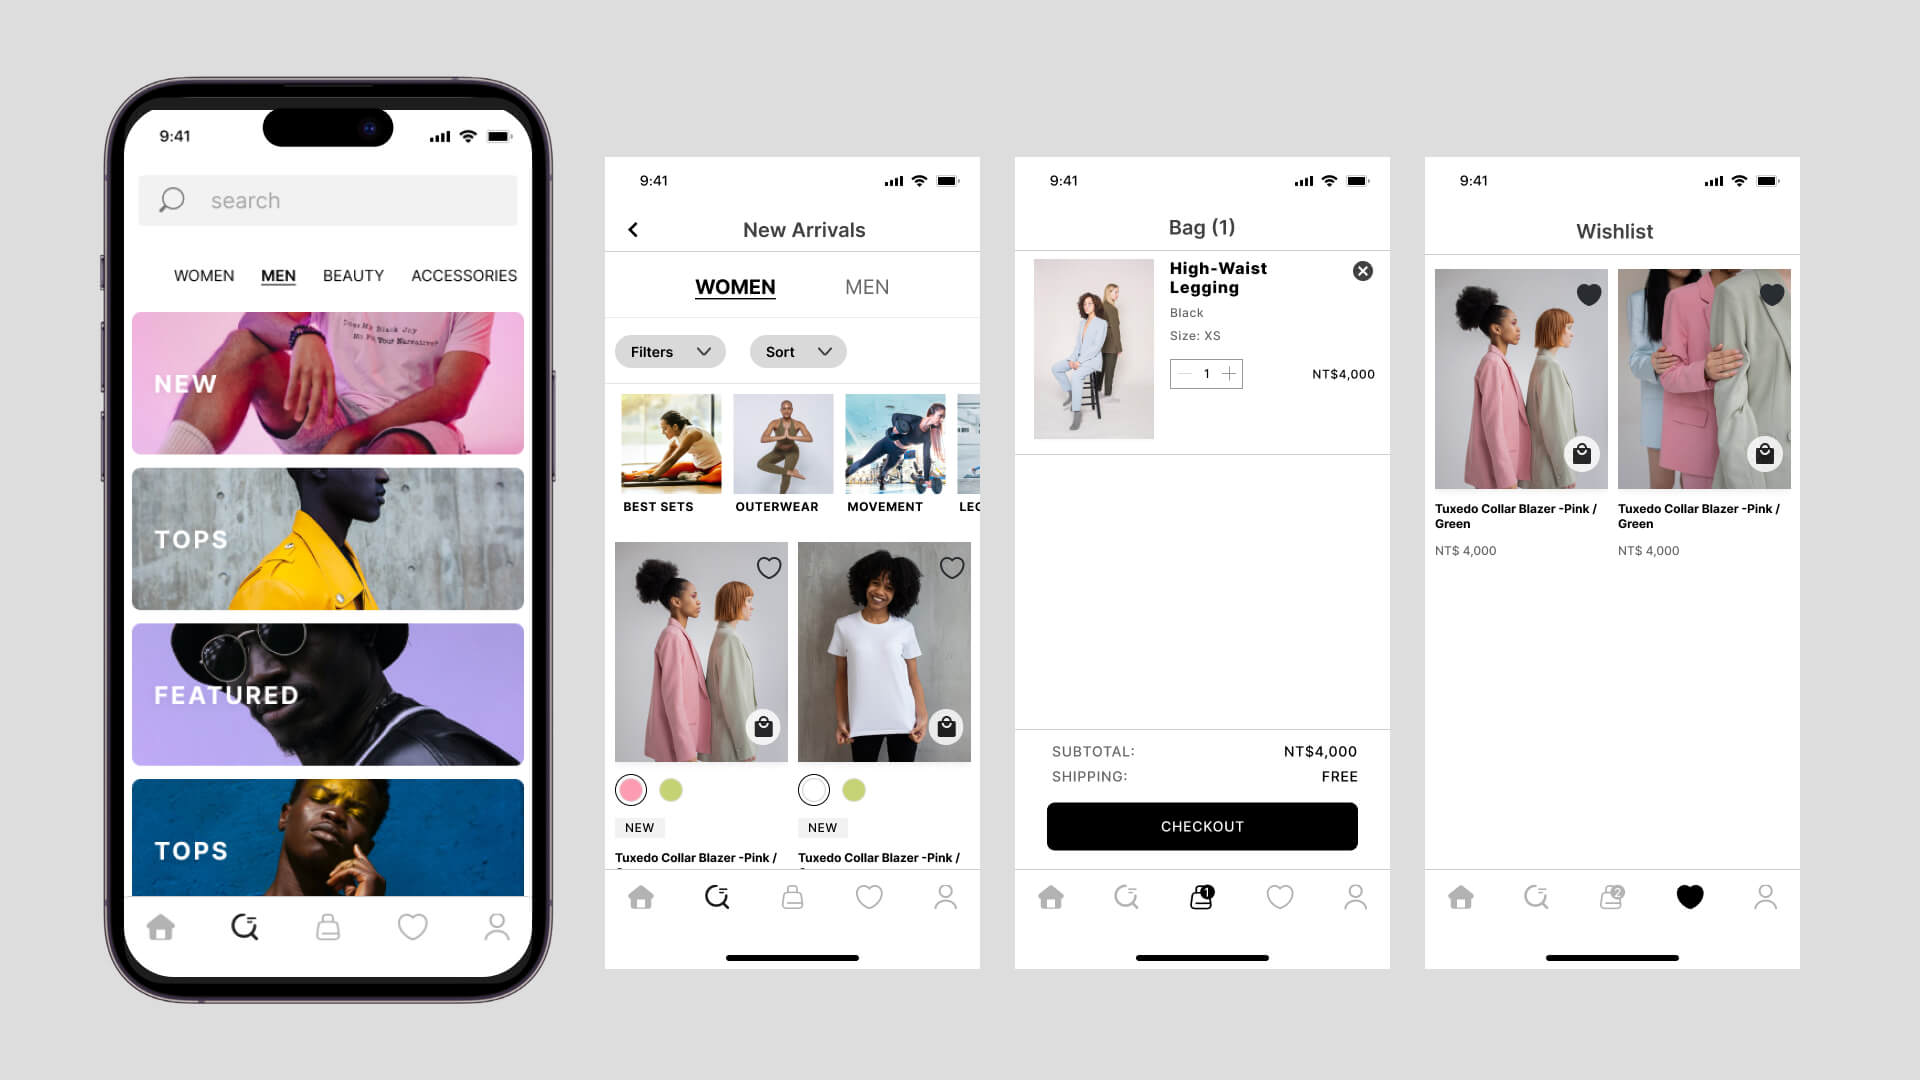 9:41
search
WOMEN MEN BEAUTY ACCESSORIES
NEW
TOPS
FEATURED
TOPS
9:41
New Arrivals
WOMEN MEN
Filters Sort
BEST SETS OUTERWEAR MOVEMENT
NEW NEW
Tuxedo Collar Blazer -Pink / Tuxedo Collar Blazer -Pink /
9:41
Bag (1)
High-Waist
Legging
Black
Size: XS
1 NT$4,000
SUBTOTAL: NT$4,000
SHIPPING: FREE
CHECKOUT
1
9:41
Wishlist
Tuxedo Collar Blazer -Pink /
Green
NT$ 4,000
Tuxedo Collar Blazer -Pink /
Green
NT$ 4,000
2